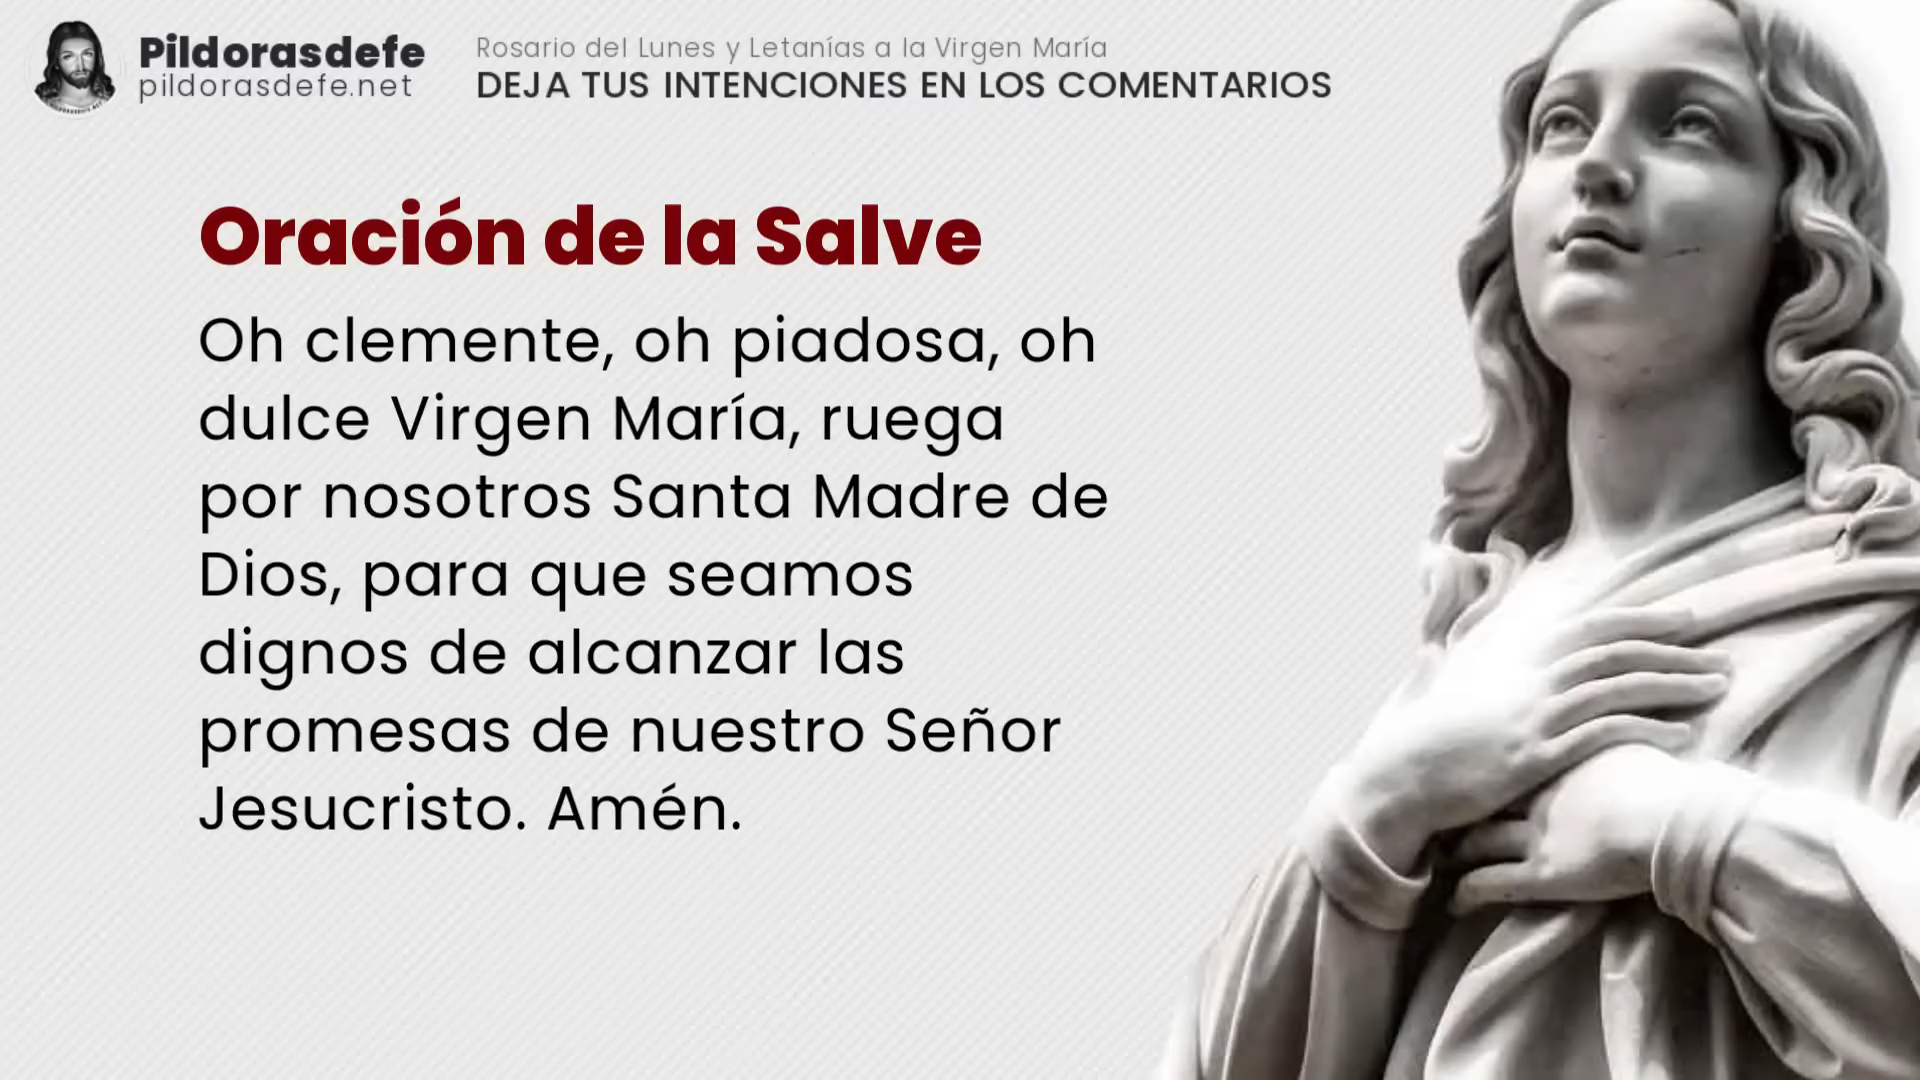 Pildorasdefe
pildorasdefe.net
Rosario del Lunes y Letanías a la Virgen María
DEJA TUS INTENCIONES EN LOS COMENTARIOS
Oración de la Salve
Oh clemente, oh piadosa, oh
dulce Virgen María, ruega
por nosotros Santa Madre de
Dios, para que seamos
dignos de alcanzar las
promesas de nuestro Señor
Jesucristo. Amén.